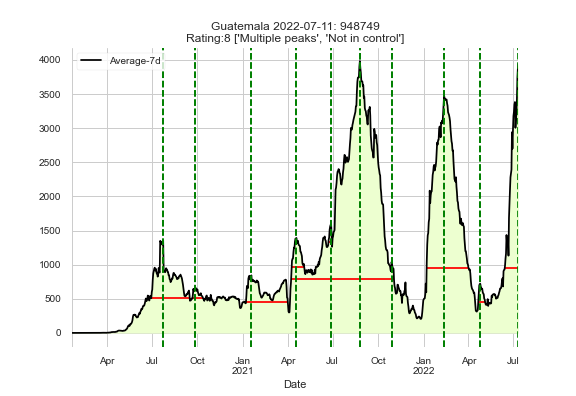 Guatemala 2022-07-11: 948749
Rating:8 ['Multiple peaks', 'Not in control']
Average-7d
4000
3500
3000
2500
2000
1500
1000
500
0
Apr Jul Oct Jan Apr Jul Oct Jan Apr Jul
2021 2022
Date